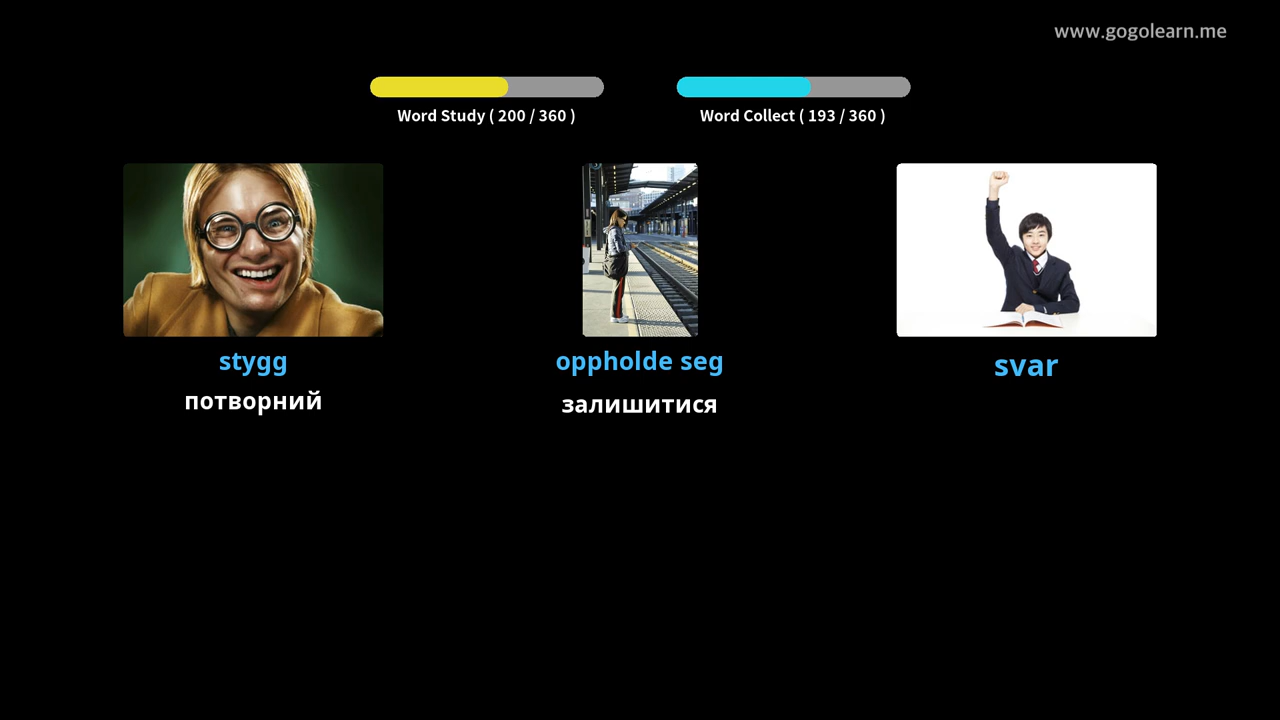 www.gogolearn.me
Word Study ( 200 / 360 )
Word Collect ( 193 / 360 )
stygg
потворний
oppholde seg
залишитися
svar